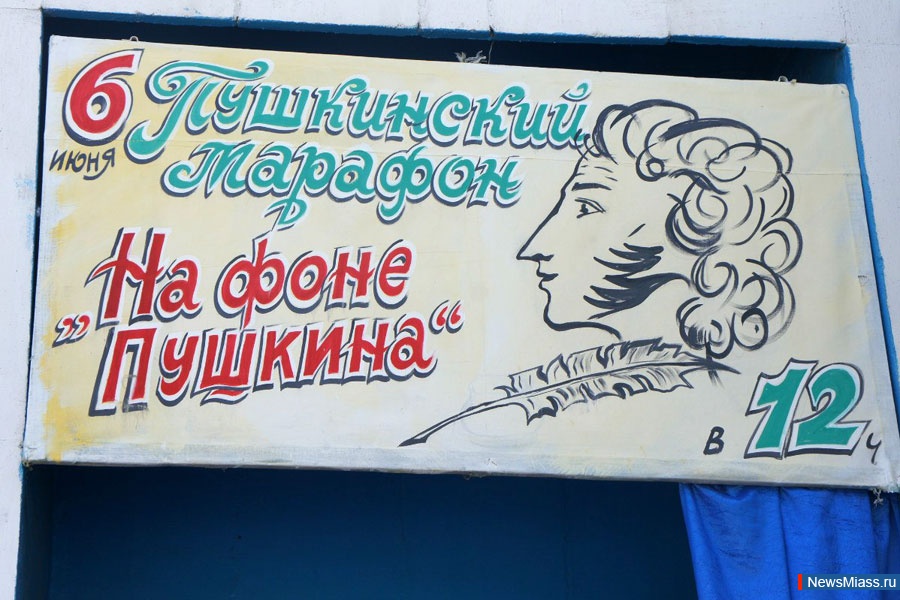 6 Пушкинский
июня марафон
„На фоне
Пушкина“
в 12 ч
NewsMiass.ru